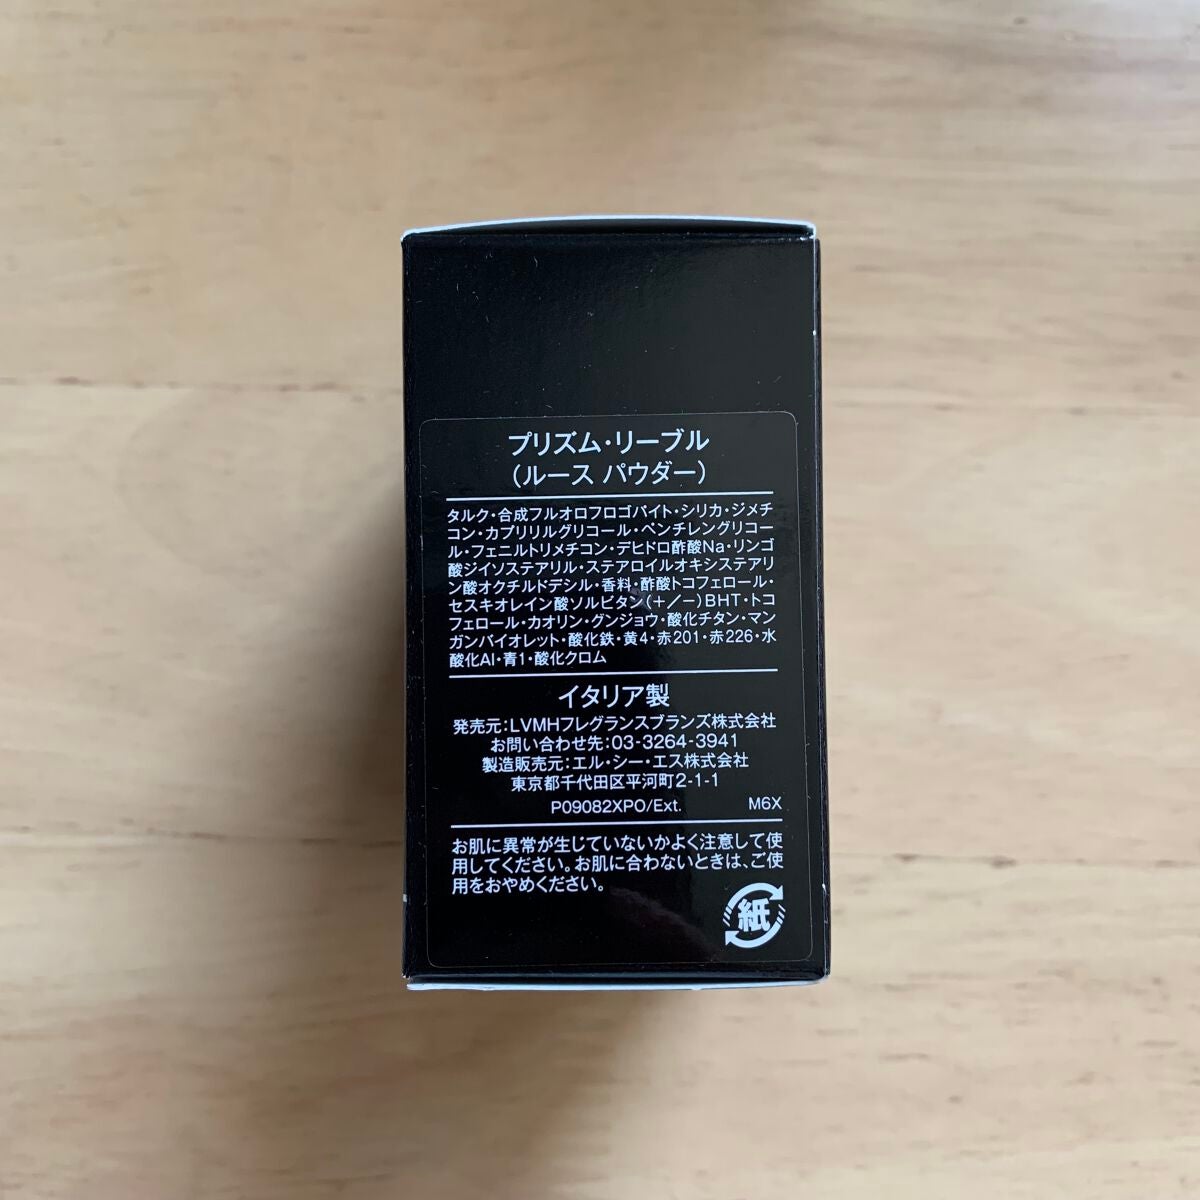 プリズム・リーブル
(ルース パウダー)
タルク・合成フルオロフロゴパイト・シリカ・ジメチ
コン・カプリリルグリコール・ペンチレングリコー
ル・フェニルトリメチコン・デヒドロ酢酸Na・リンゴ
酸ジイソステアリル・ステアロイルオキシステアリ
ン酸オクチルドデシル・香料・酢酸トコフェロール・
セスキオレイン酸ソルビタン(+/−)BHT・トコ
フェロール・カオリン・グンジョウ・酸化チタン・マン
ガンバイオレット・酸化鉄・黄4・赤201・赤226・水
酸化Al・青1・酸化クロム
イタリア製
発売元:LVMHフレグランスブランズ株式会社
お問い合わせ先:03-3264-3941
製造販売元:エル・シー・エス株式会社
東京都千代田区平河町2-1-1
P09082XPO/Ext. M6X
お肌に異常が生じていないかよく注意して使
用してください。お肌に合わないときは、ご使
用をおやめください。
紙